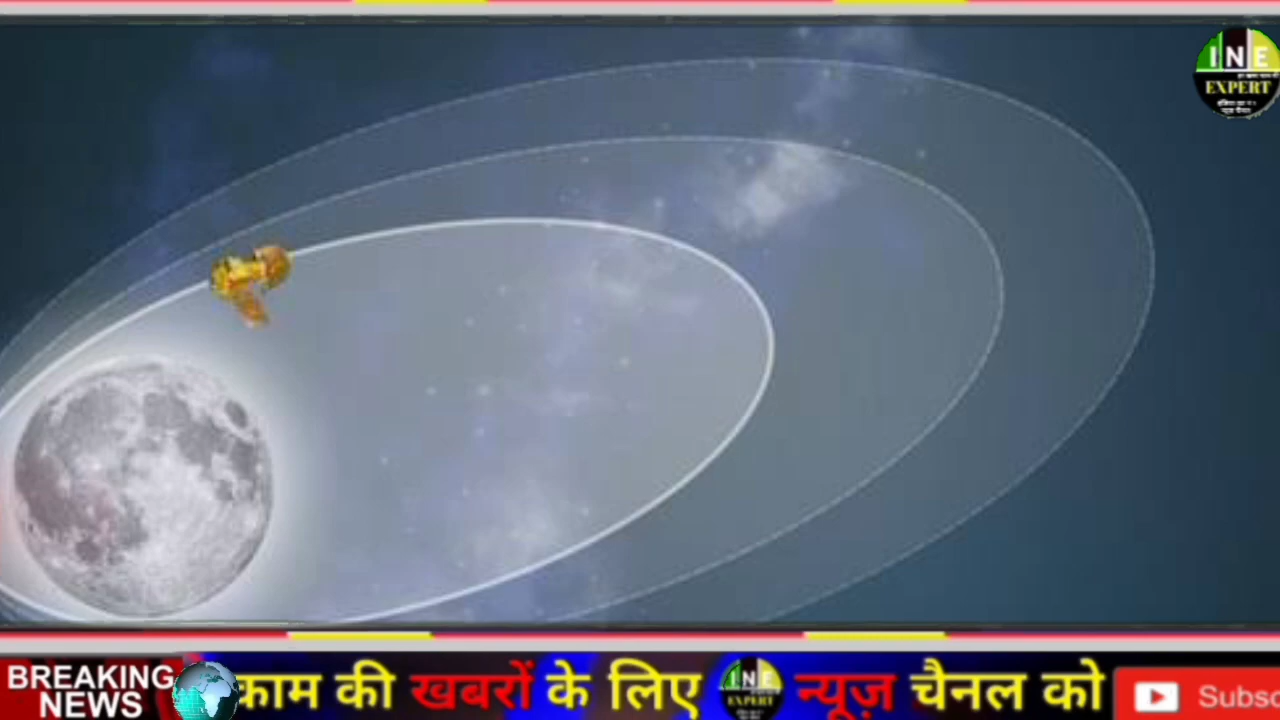 INE
EXPERT
BREAKING
NEWS
काम की खबरों के लिए
INE
EXPERT
न्यूज़ चैनल को
Subsc